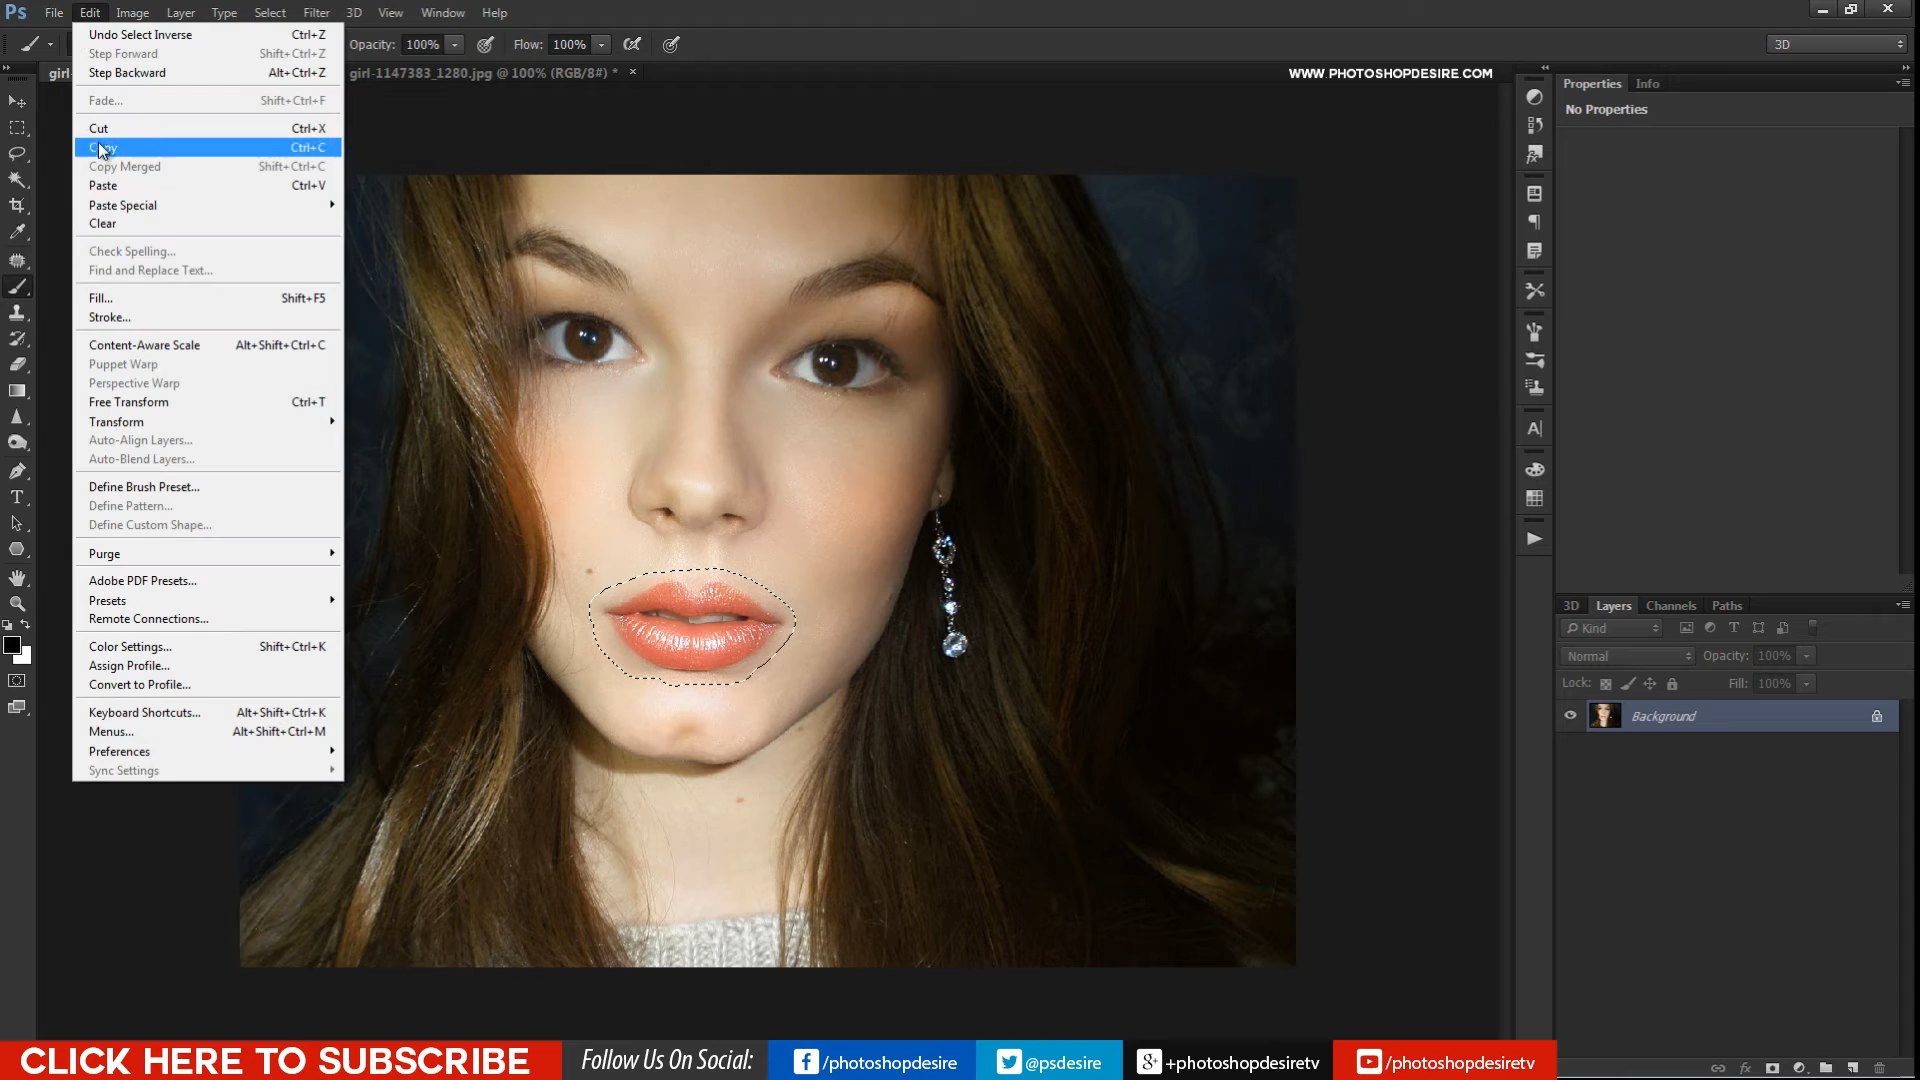 Ps File Edit Image Layer Type Select Filter 3D View Window Help
Opacity: 100% Flow: 100% 3D
girl-1147383_1280.jpg @ 100% (RGB/8#) * ×
WWW.PHOTOSHOPDESIRE.COM
Undo Select Inverse Ctrl+Z
Step Forward Shift+Ctrl+Z
Step Backward Alt+Ctrl+Z
Fade... Shift+Ctrl+F
Cut Ctrl+X
Copy Ctrl+C
Copy Merged Shift+Ctrl+C
Paste Ctrl+V
Paste Special
Clear
Check Spelling...
Find and Replace Text...
Fill... Shift+F5
Stroke...
Content-Aware Scale Alt+Shift+Ctrl+C
Puppet Warp
Perspective Warp
Free Transform Ctrl+T
Transform
Auto-Align Layers...
Auto-Blend Layers...
Define Brush Preset...
Define Pattern...
Define Custom Shape...
Purge
Adobe PDF Presets...
Presets
Remote Connections...
Color Settings... Shift+Ctrl+K
Assign Profile...
Convert to Profile...
Keyboard Shortcuts... Alt+Shift+Ctrl+K
Menus... Alt+Shift+Ctrl+M
Preferences
Sync Settings
Properties Info
No Properties
3D Layers Channels Paths
Kind
Normal Opacity: 100%
Lock: Fill: 100%
Background
CLICK HERE TO SUBSCRIBE Follow Us On Social: /photoshopdesire @psdesire +photoshopdesiretv /photoshopdesiretv